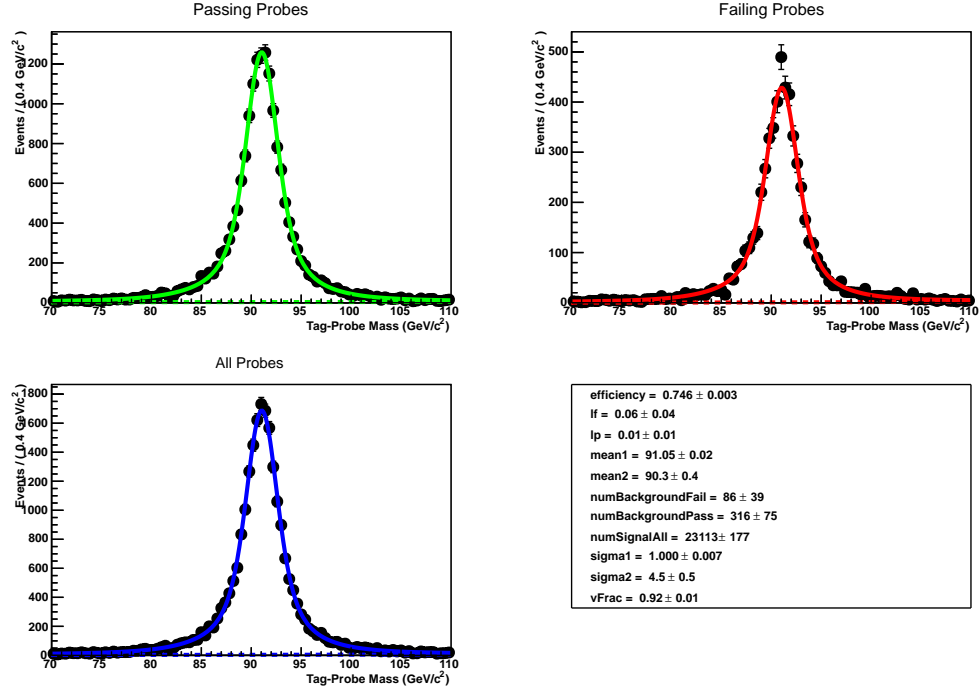 Passing Probes
Events / ( 0.4 GeV/c² )
1200
1000
800
600
400
200
0
70 75 80 85 90 95 100 105 110
Tag-Probe Mass (GeV/c²)
Failing Probes
Events / ( 0.4 GeV/c² )
500
400
300
200
100
0
70 75 80 85 90 95 100 105 110
Tag-Probe Mass (GeV/c²)
All Probes
Events / ( 0.4 GeV/c² )
1800
1600
1400
1200
1000
800
600
400
200
0
70 75 80 85 90 95 100 105 110
Tag-Probe Mass (GeV/c²)
efficiency = 0.746 ± 0.003
lf = 0.06 ± 0.04
lp = 0.01 ± 0.01
mean1 = 91.05 ± 0.02
mean2 = 90.3 ± 0.4
numBackgroundFail = 86 ± 39
numBackgroundPass = 316 ± 75
numSignalAll = 23113 ± 177
sigma1 = 1.000 ± 0.007
sigma2 = 4.5 ± 0.5
vFrac = 0.92 ± 0.01